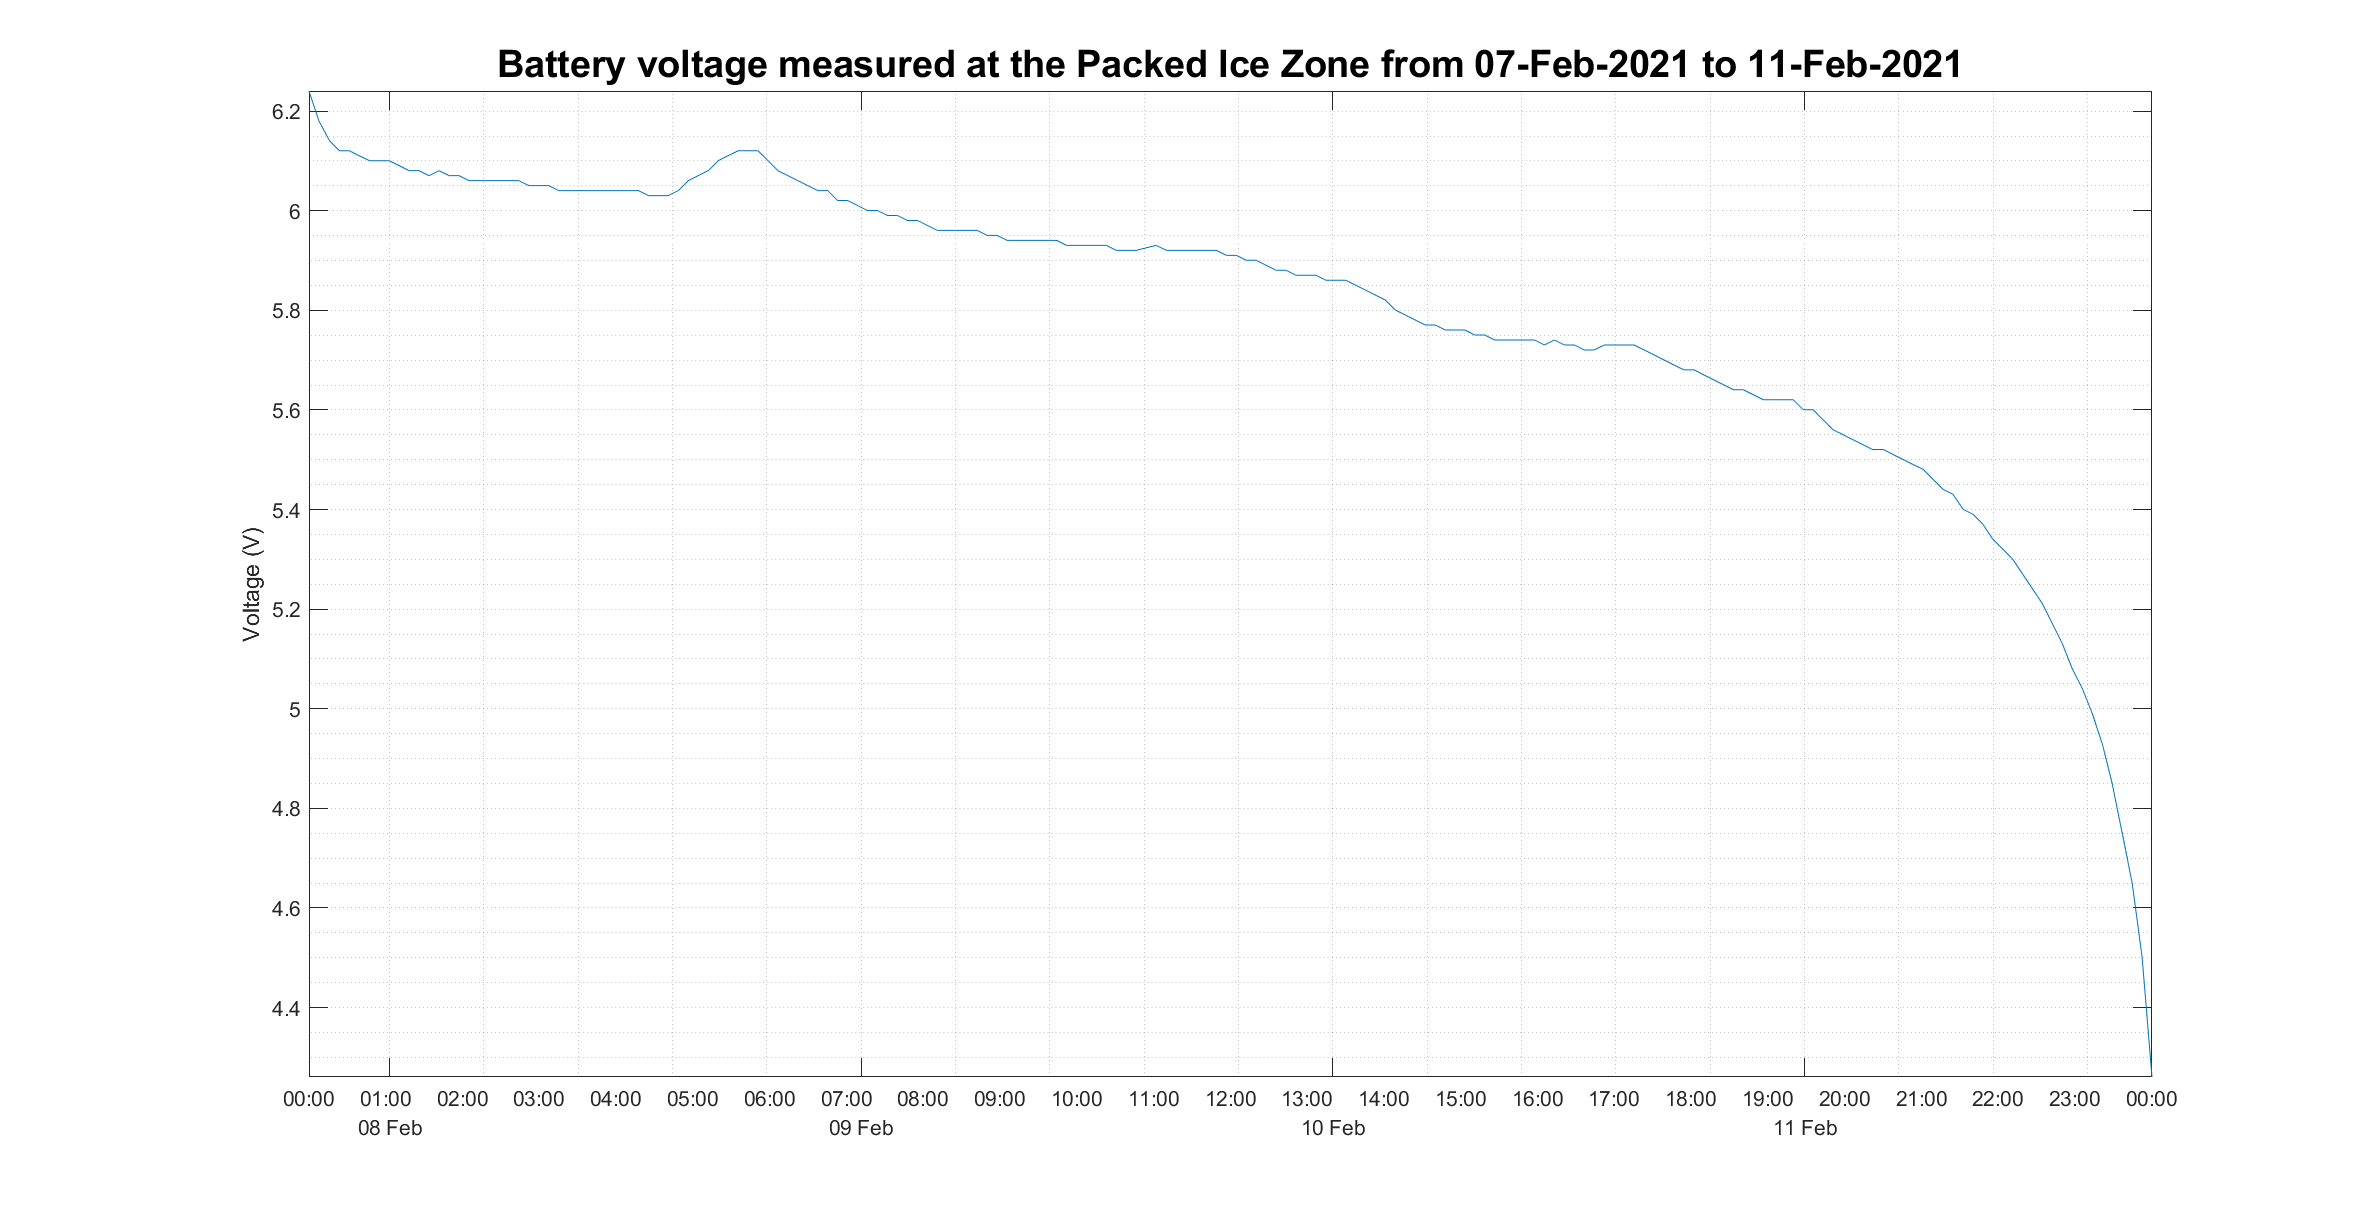 Battery voltage measured at the Packed Ice Zone from 07-Feb-2021 to 11-Feb-2021
Voltage (V)
6.2
6
5.8
5.6
5.4
5.2
5
4.8
4.6
4.4
00:00 01:00 02:00 03:00 04:00 05:00 06:00 07:00 08:00 09:00 10:00 11:00 12:00 13:00 14:00 15:00 16:00 17:00 18:00 19:00 20:00 21:00 22:00 23:00 00:00
08 Feb 09 Feb 10 Feb 11 Feb